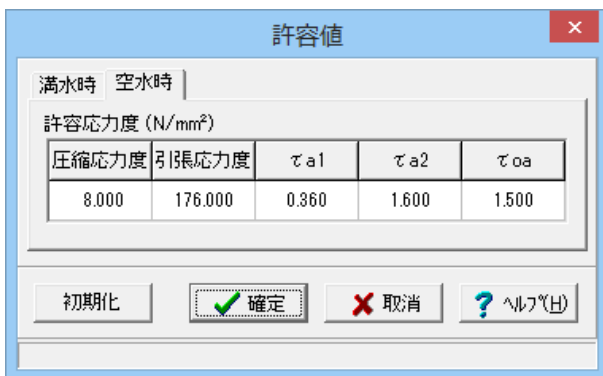 許容値
満水時 空水時
許容応力度 (N/mm²)
圧縮応力度 引張応力度 τa1 τa2 τoa
8.000 176.000 0.360 1.600 1.500
初期化 確定 取消 ? ヘルプ(H)